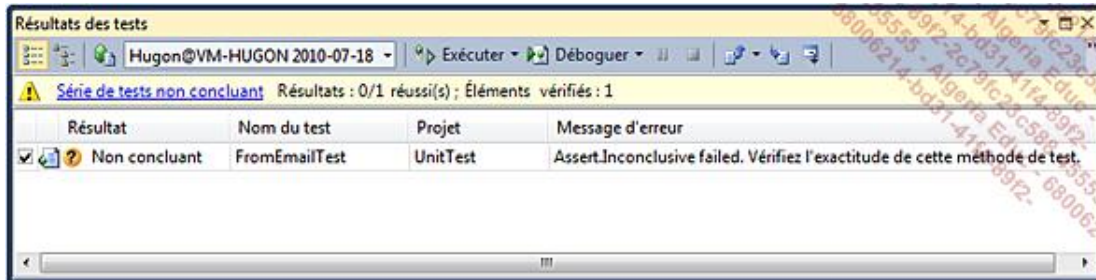 Résultats des tests
Hugon@VM-HUGON 2010-07-18 Exécuter Déboguer
Série de tests non concluant Résultats : 0/1 réussi(s) ; Éléments vérifiés : 1
Résultat Nom du test Projet Message d'erreur
Non concluant FromEmailTest UnitTest Assert.Inconclusive failed. Vérifiez l'exactitude de cette méthode de test.